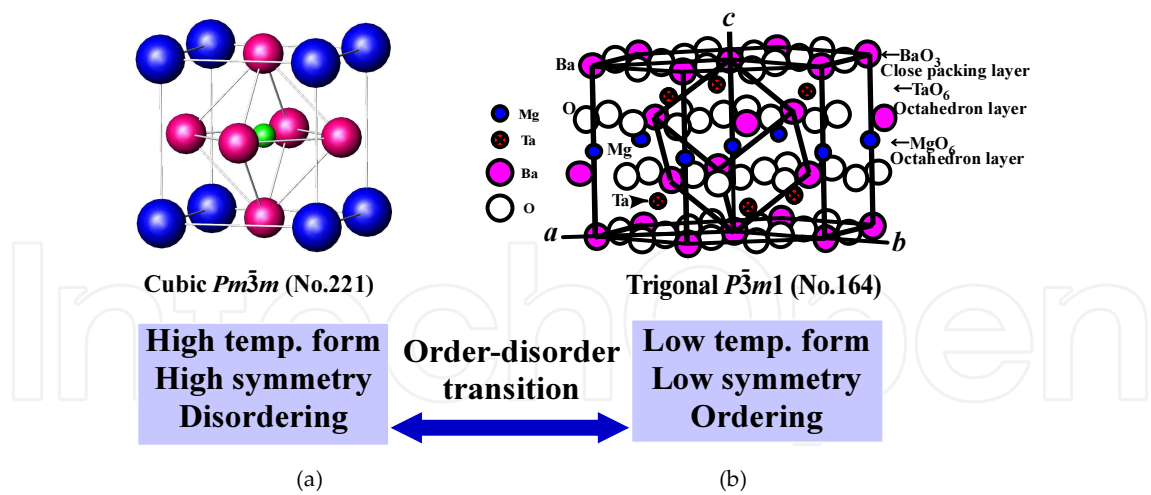 c
Ba
←BaO3
Close packing layer
←TaO6
O
Octahedron layer
Mg
Ta
Mg
←MgO6
Octahedron layer
Ba
Ta
O
a
b
Cubic Pm3̄m (No.221)
Trigonal P3̄m1 (No.164)
High temp. form
High symmetry
Disordering
Order-disorder
transition
Low temp. form
Low symmetry
Ordering
(a)
(b)
IntechOpen